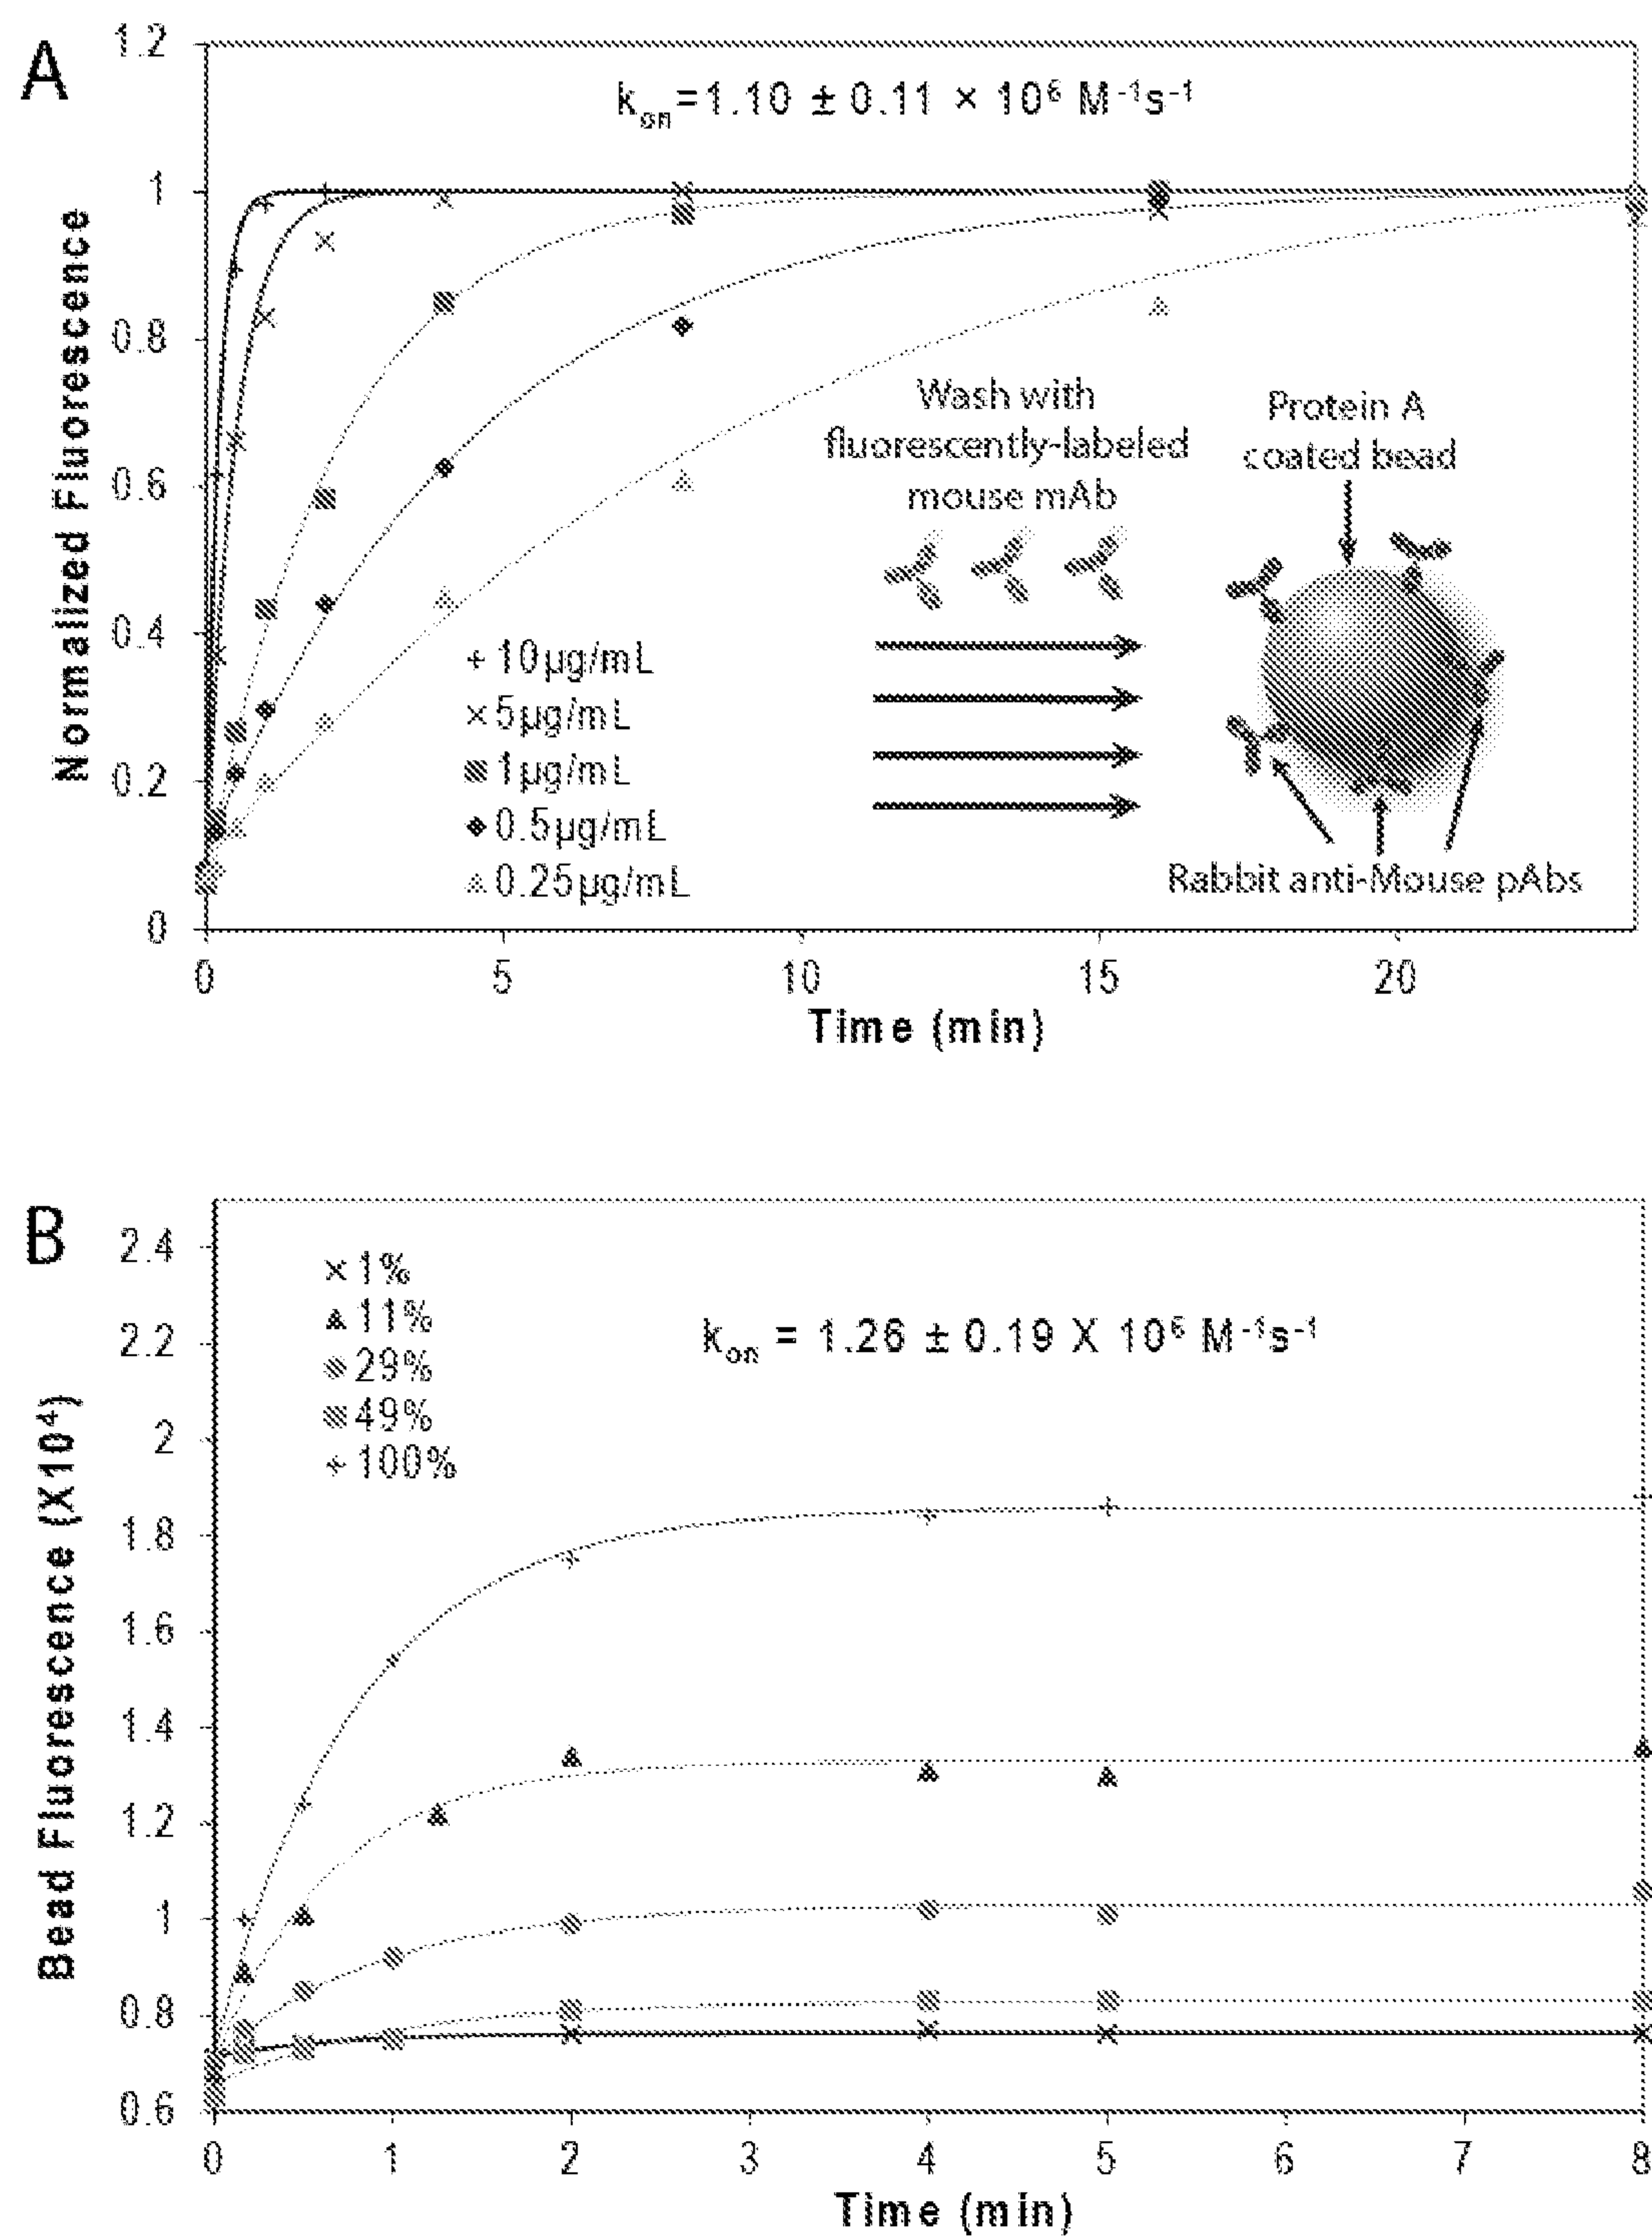 A
1.2
1
0.8
0.6
0.4
0.2
0
Normalized Fluorescence
kon=1.10 ± 0.11 × 10⁶ M⁻¹s⁻¹
Wash with
fluorescently-labeled
mouse mAb
Protein A
coated bead
Rabbit anti-Mouse pAbs
+ 10µg/mL
× 5µg/mL
1µg/mL
0.5µg/mL
0.25µg/mL
0 5 10 15 20
Time (min)
B
2.4
2.2
2
1.8
1.6
1.4
1.2
1
0.8
0.6
Bead Fluorescence (X10⁴)
× 1%
11%
29%
49%
+ 100%
kon = 1.26 ± 0.19 X 10⁶ M⁻¹s⁻¹
0 1 2 3 4 5 6 7 8
Time (min)